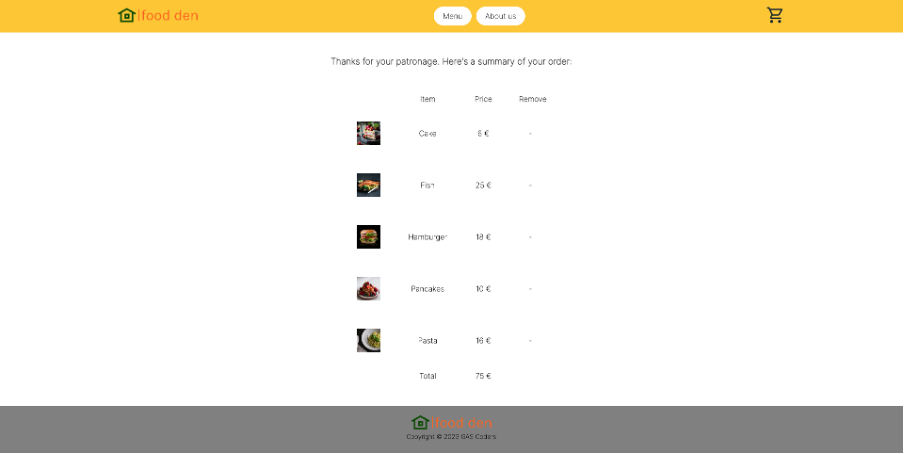 food den
Menu
About us
Thanks for your patronage. Here's a summary of your order:
Item Price Remove
Cake 6 € -
Fish 25 € -
Hamburger 18 € -
Pancakes 10 € -
Pasta 16 € -
Total 75 €
food den
Copyright © 2023 GAS Coders